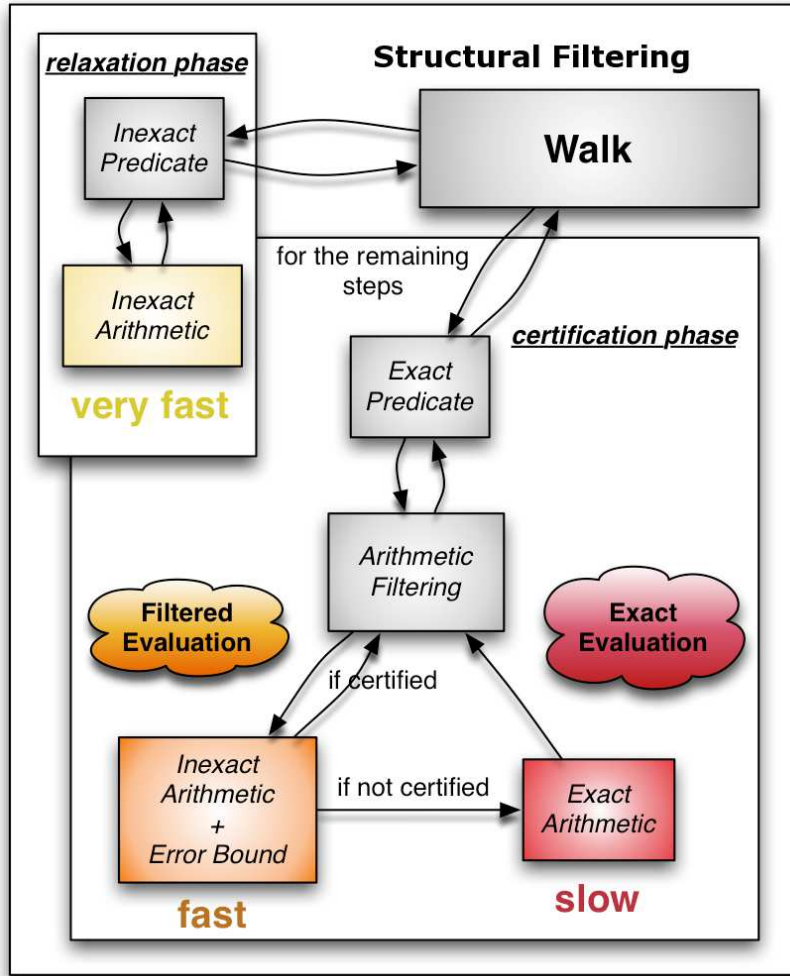 relaxation phase
Structural Filtering
Inexact
Predicate
Walk
Inexact
Arithmetic
very fast
for the remaining
steps
certification phase
Exact
Predicate
Arithmetic
Filtering
Filtered
Evaluation
Exact
Evaluation
if certified
Inexact
Arithmetic
+
Error Bound
if not certified
Exact
Arithmetic
fast
slow